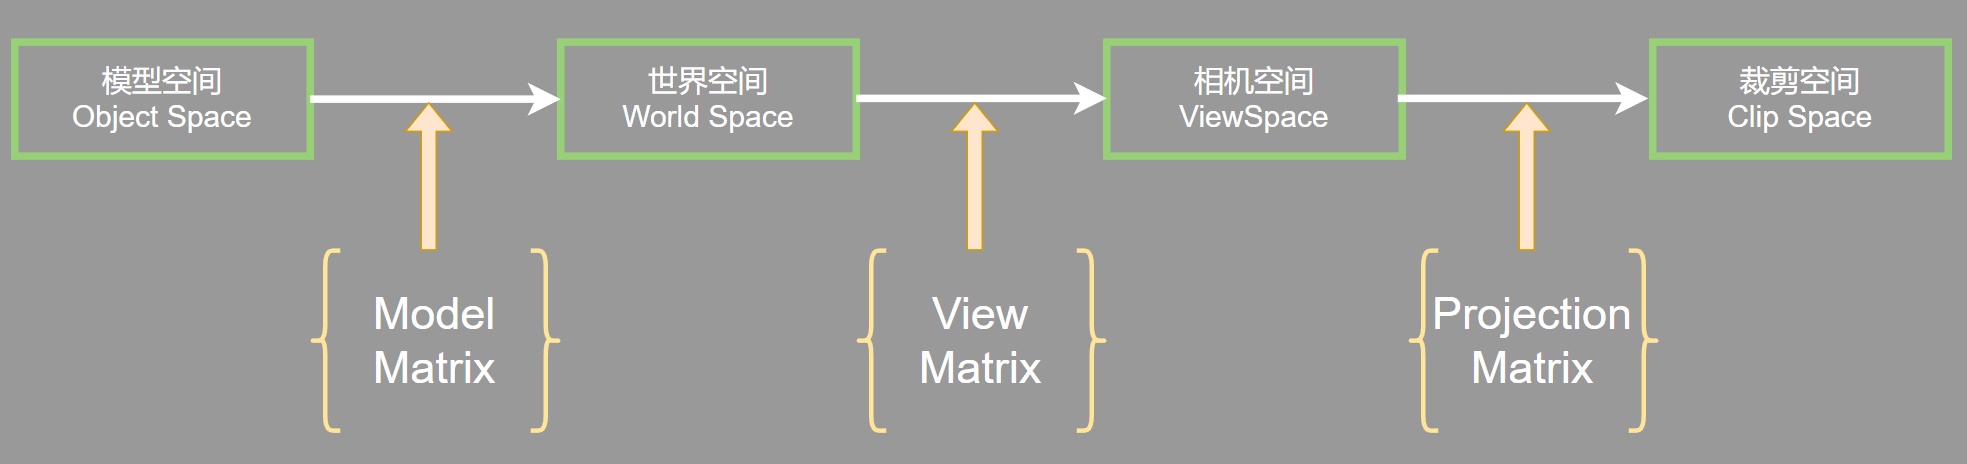 模型空间
Object Space
世界空间
World Space
相机空间
ViewSpace
裁剪空间
Clip Space
Model
Matrix
View
Matrix
Projection
Matrix